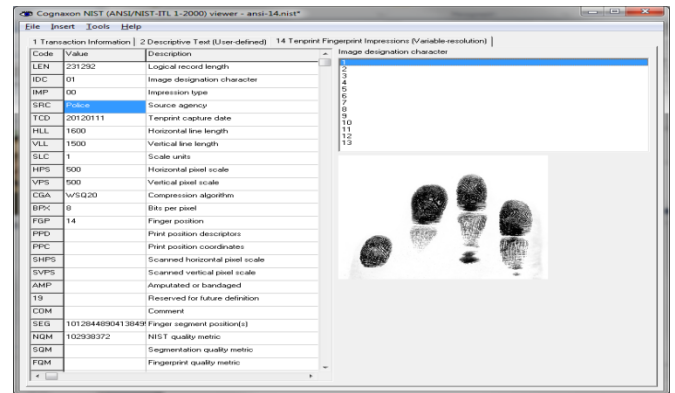 Cognaxon NIST (ANSI/NIST-ITL 1-2000) viewer - ansi-14.nist*
File Insert Tools Help
1 Transaction Information 2 Descriptive Text (User-defined) 14 Tenprint Fingerprint Impressions (Variable-resolution)
Code Value Description
LEN 231292 Logical record length
IDC 01 Image designation character
IMP 00 Impression type
SRC Police Source agency
TCD 20120111 Tenprint capture date
HLL 1600 Horizontal line length
VLL 1500 Vertical line length
SLC 1 Scale units
HPS 500 Horizontal pixel scale
VPS 500 Vertical pixel scale
CGA WSQ20 Compression algorithm
BPX 8 Bits per pixel
FGP 14 Finger position
PPD Print position descriptors
PPC Print position coordinates
SHPS Scanned horizontal pixel scale
SVPS Scanned vertical pixel scale
AMP Amputated or bandaged
19 Reserved for future definition
COM Comment
SEG Finger segment position(s)
NQM 102938372 NIST quality metric
SQM Segmentation quality metric
FQM Fingerprint quality metric
Image designation character
1
2
3
4
5
6
7
8
9
10
11
12
13